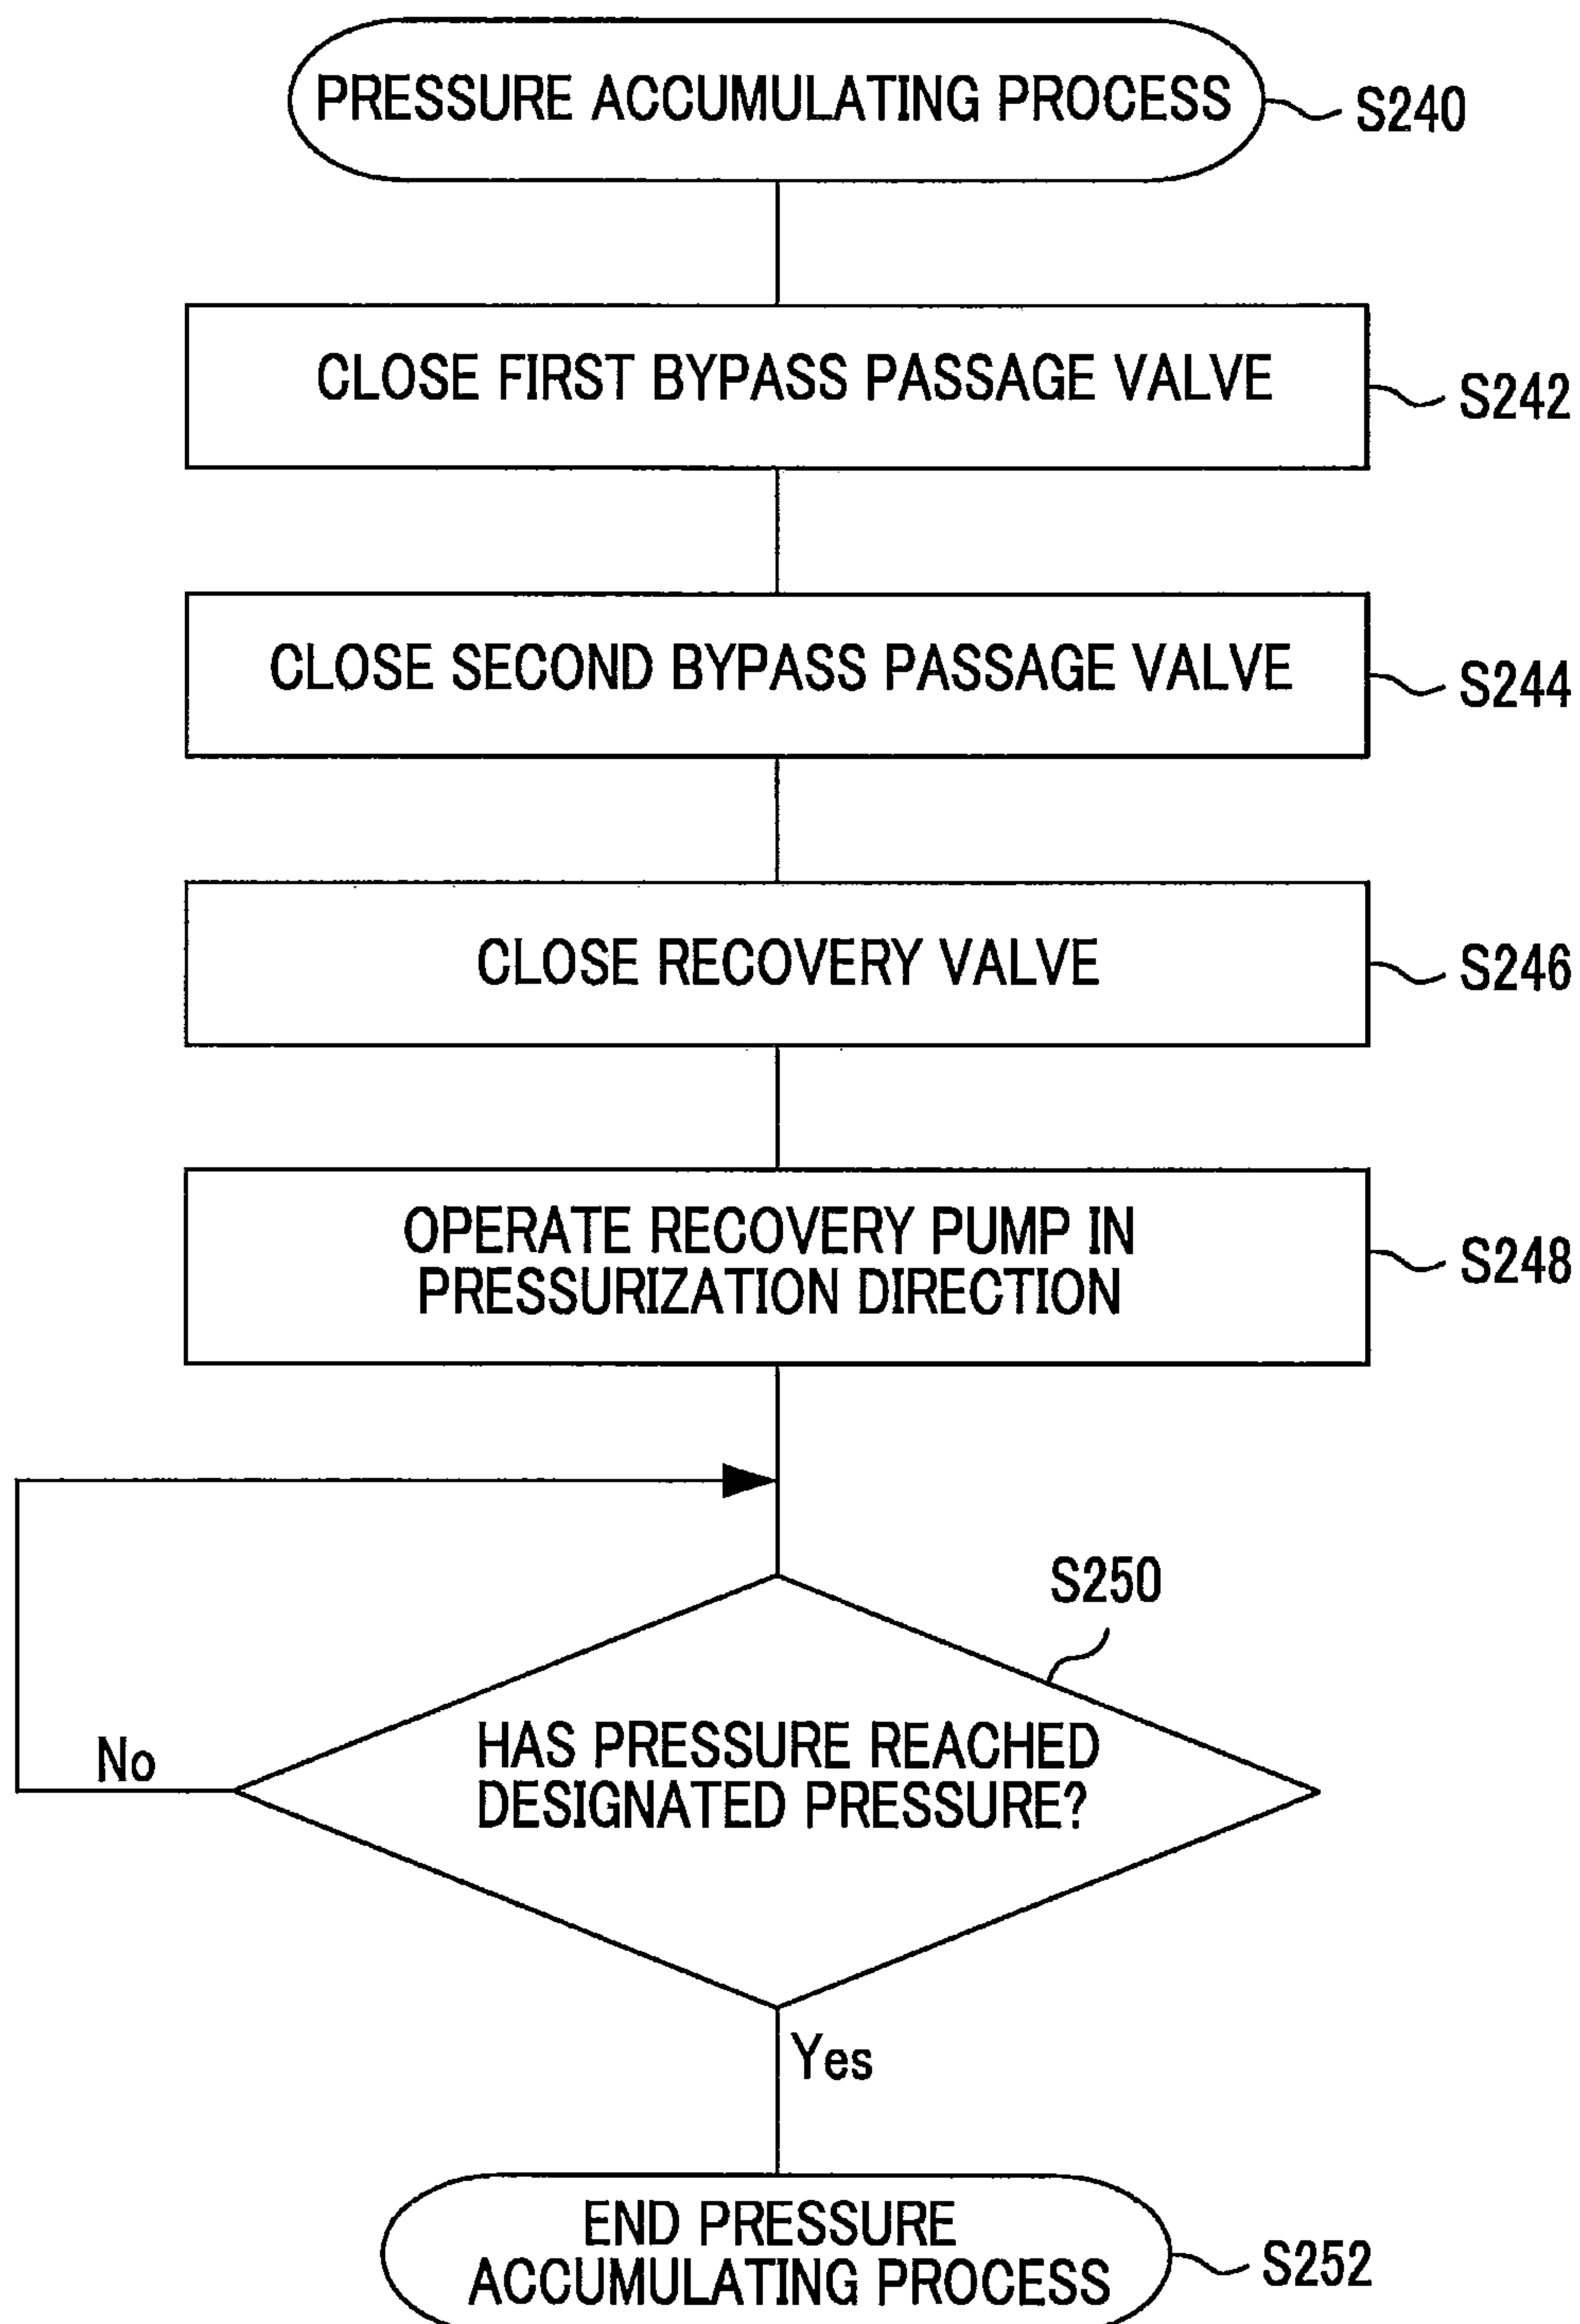 PRESSURE ACCUMULATING PROCESS
S240
CLOSE FIRST BYPASS PASSAGE VALVE
S242
CLOSE SECOND BYPASS PASSAGE VALVE
S244
CLOSE RECOVERY VALVE
S246
OPERATE RECOVERY PUMP IN
PRESSURIZATION DIRECTION
S248
S250
HAS PRESSURE REACHED
DESIGNATED PRESSURE?
No
Yes
END PRESSURE
ACCUMULATING PROCESS
S252